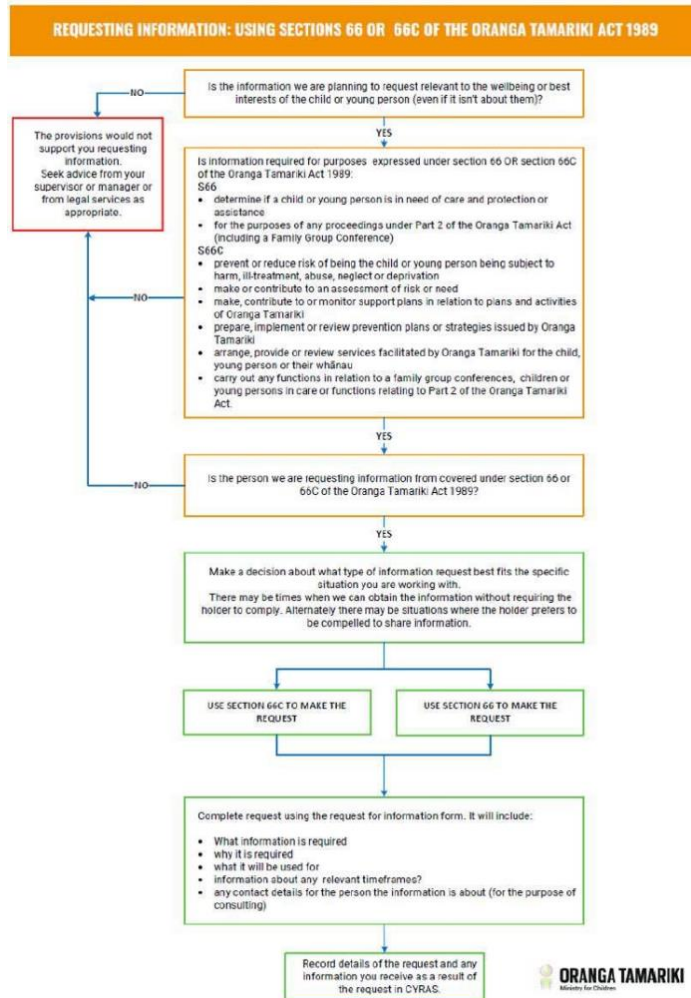 REQUESTING INFORMATION: USING SECTIONS 66 OR 66C OF THE ORANGA TAMARIKI ACT 1989
Is the information we are planning to request relevant to the wellbeing or best
interests of the child or young person (even if it isn't about them)?
NO
YES
The provisions would not
support you requesting
information.
Seek advice from your
supervisor or manager or
from legal services as
appropriate.
Is information required for purposes expressed under section 66 OR section 66C
of the Oranga Tamariki Act 1989:
S66
• determine if a child or young person is in need of care and protection or
assistance
• for the purposes of any proceedings under Part 2 of the Oranga Tamariki Act
(including a Family Group Conference)
S66C
• prevent or reduce risk of being the child or young person being subject to
harm, ill-treatment, abuse, neglect or deprivation
• make or contribute to an assessment of risk or need
• make, contribute to or monitor support plans in relation to plans and activities
of Oranga Tamariki
• prepare, implement or review prevention plans or strategies issued by Oranga
Tamariki
• arrange, provide or review services facilitated by Oranga Tamariki for the child,
young person or their whānau
• carry out any functions in relation to a family group conferences, children or
young persons in care or functions relating to Part 2 of the Oranga Tamariki
Act.
NO
YES
Is the person we are requesting information from covered under section 66 or
66C of the Oranga Tamariki Act 1989?
NO
YES
Make a decision about what type of information request best fits the specific
situation you are working with.
There may be times when we can obtain the information without requiring the
holder to comply. Alternately there may be situations where the holder prefers to
be compelled to share information.
USE SECTION 66C TO MAKE THE
REQUEST
USE SECTION 66 TO MAKE THE
REQUEST
Complete request using the request for information form. It will include:
• What information is required
• why it is required
• what it will be used for
• information about any relevant timeframes?
• any contact details for the person the information is about (for the purpose of
consulting)
Record details of the request and any
information you receive as a result of
the request in CYRAS.
ORANGA TAMARIKI
Ministry for Children